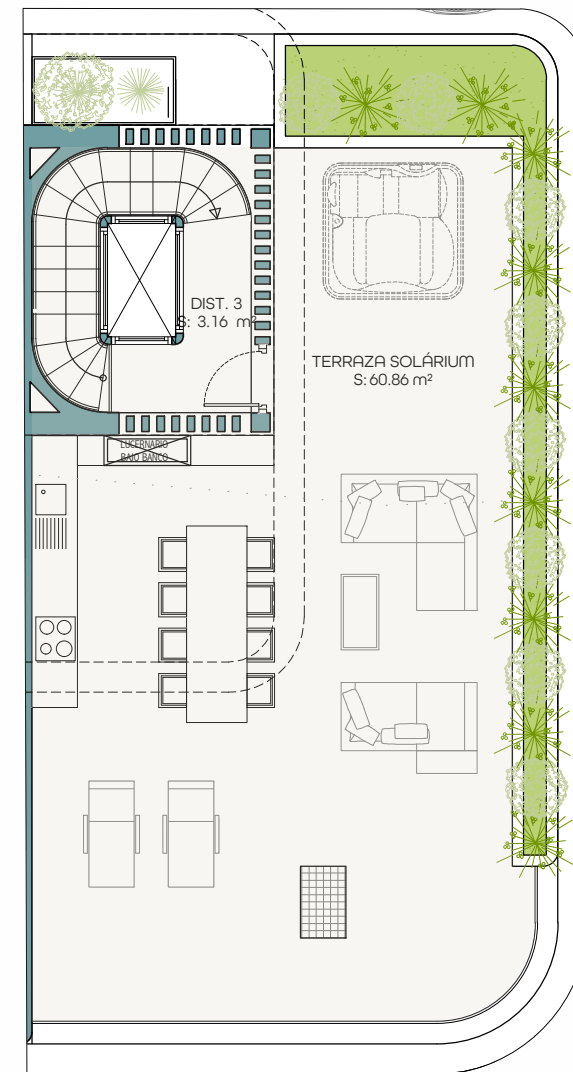 DIST. 3
S: 3.16 m²
TERRAZA SOLÁRIUM
S: 60.86 m²
LUCERNARIO
BAJO BANCO